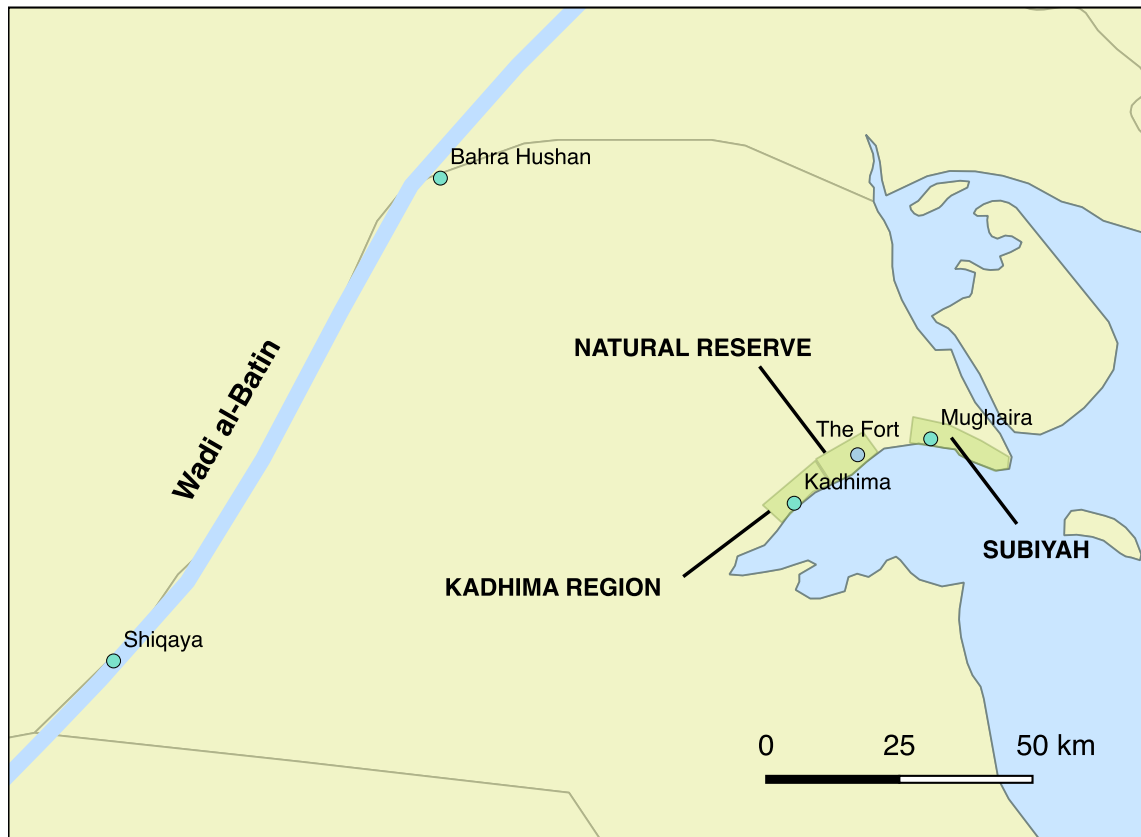 Bahra Hushan
NATURAL RESERVE
Wadi al-Batin
Mughaira
The Fort
Kadhima
SUBIYAH
KADHIMA REGION
Shiqaya
0 25 50 km